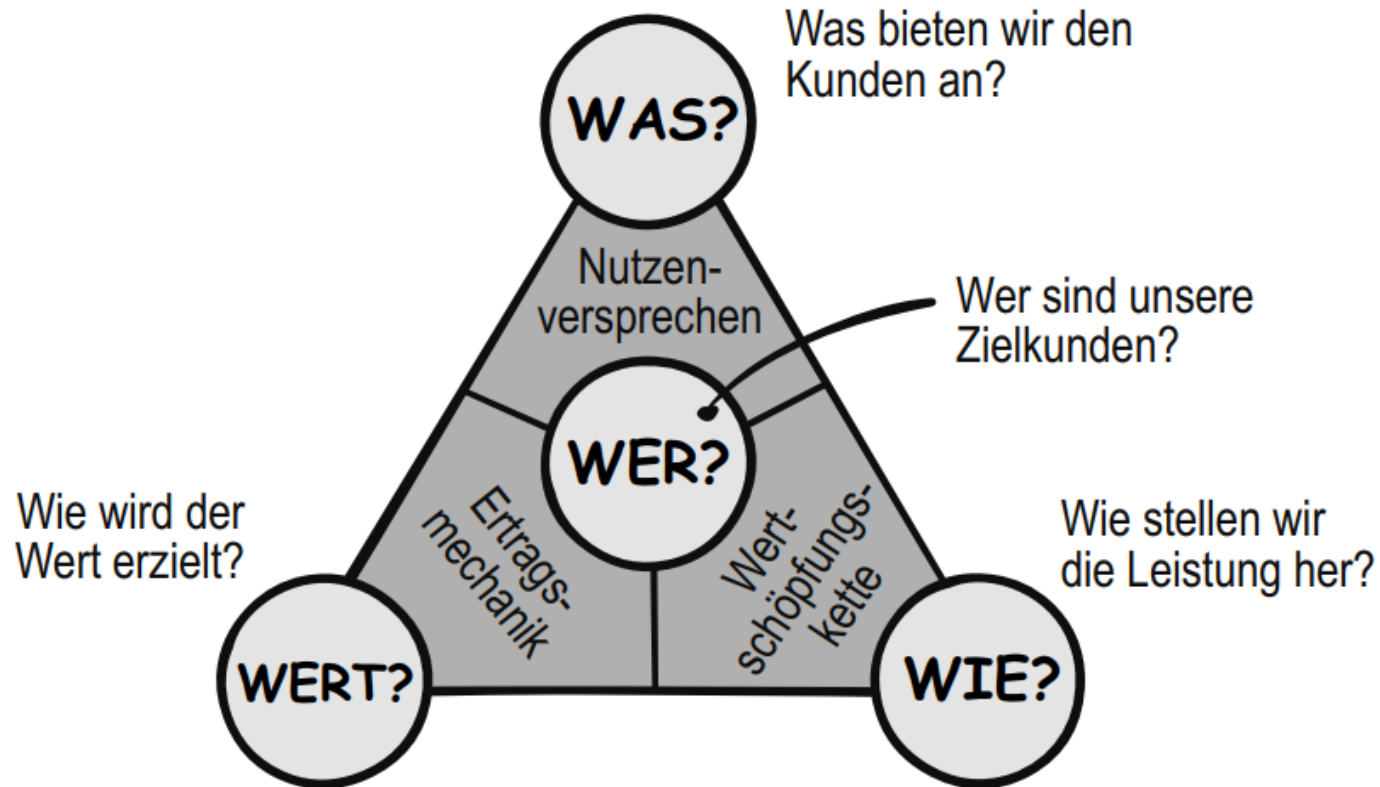 Was bieten wir den
Kunden an?
WAS?
Nutzen-
versprechen
Wer sind unsere
Zielkunden?
WER?
Wie wird der
Wert erzielt?
Ertrags-
mechanik
Wert-
schöpfungs-
kette
Wie stellen wir
die Leistung her?
WERT?
WIE?